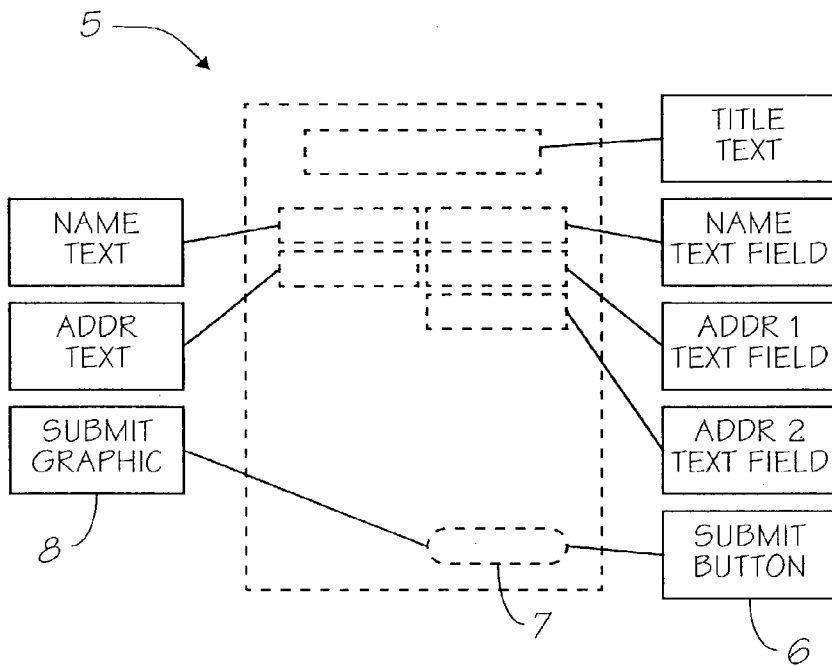 5
TITLE
TEXT
NAME
TEXT
NAME
TEXT FIELD
ADDR
TEXT
ADDR 1
TEXT FIELD
SUBMIT
GRAPHIC
ADDR 2
TEXT FIELD
8
SUBMIT
BUTTON
7
6